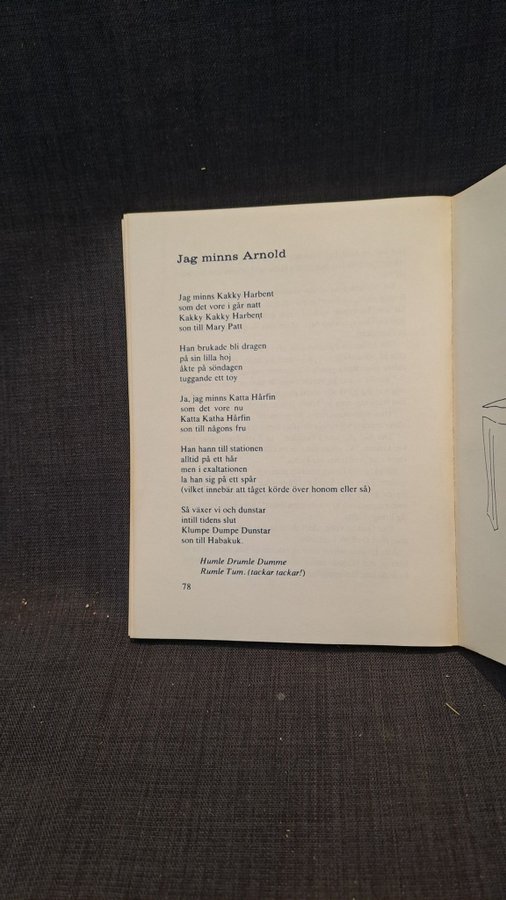 Jag minns Arnold
Jag minns Kakky Harbent
som det vore i går natt
Kakky Kakky Harbent
son till Mary Patt
Han brukade bli dragen
på sin lilla hoj
åkte på söndagen
tuggande ett toy
Ja, jag minns Katta Hårfin
som det vore nu
Katta Katha Hårfin
son till någons fru
Han hann till stationen
alltid på ett hår
men i exaltationen
la han sig på ett spår
(vilket innebär att tåget körde över honom eller så)
Så växer vi och dunstar
intill tidens slut
Klumpe Dumpe Dunstar
son till Habakuk.
Humle Drumle Dumme
Rumle Tum. (tackar tackar!)
78